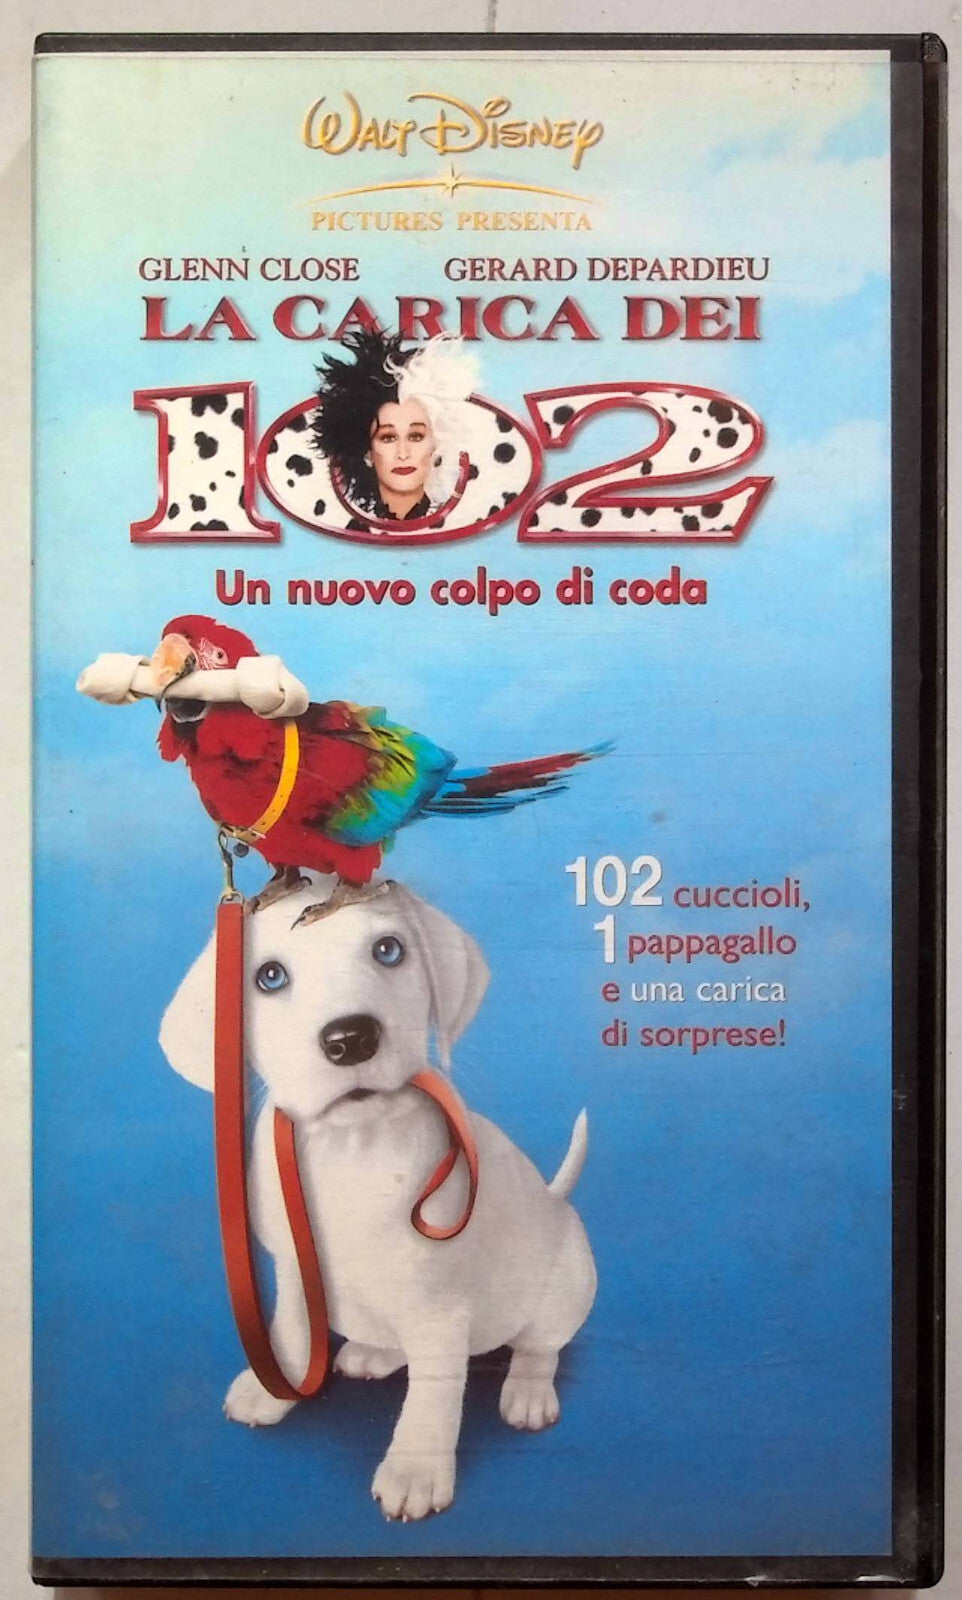 WALT DISNEY
PICTURES PRESENTA
GLENN CLOSE GERARD DEPARDIEU
LA CARICA DEI
102
Un nuovo colpo di coda
102 cuccioli,
1 pappagallo
e una carica
di sorprese!